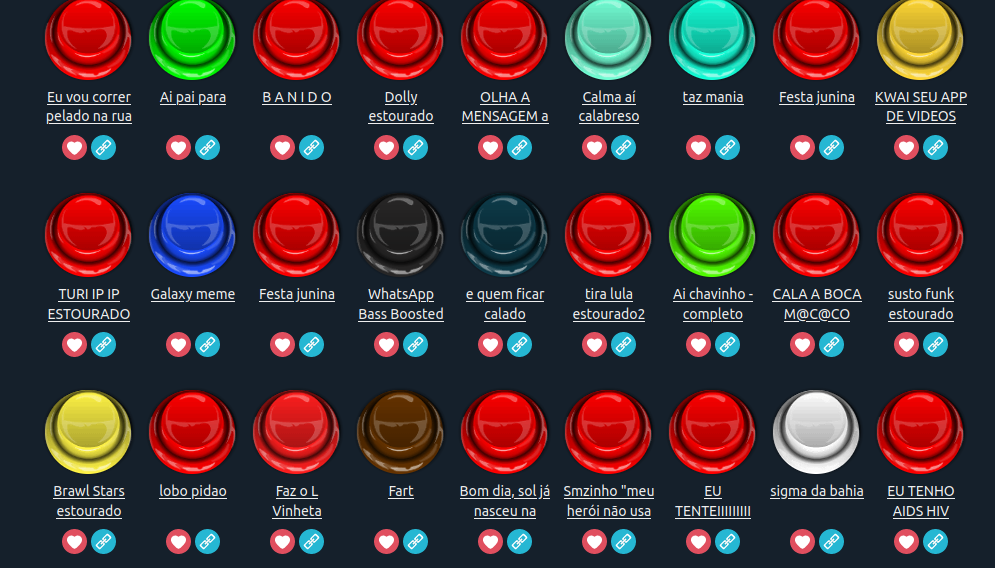 Eu vou correr
pelado na rua
Ai pai para
B A N I D O
Dolly
estourado
OLHA A
MENSAGEM a
Calma aí
calabreso
taz mania
Festa junina
KWAI SEU APP
DE VIDEOS
TURI IP IP
ESTOURADO
Galaxy meme
Festa junina
WhatsApp
Bass Boosted
e quem ficar
calado
tira lula
estourado2
Ai chavinho -
completo
CALA A BOCA
M@C@CO
susto funk
estourado
Brawl Stars
estourado
lobo pidao
Faz o L
Vinheta
Fart
Bom dia, sol já
nasceu na
Smzinho "meu
herói não usa
EU
TENTEIIIIIIIII
sigma da bahia
EU TENHO
AIDS HIV